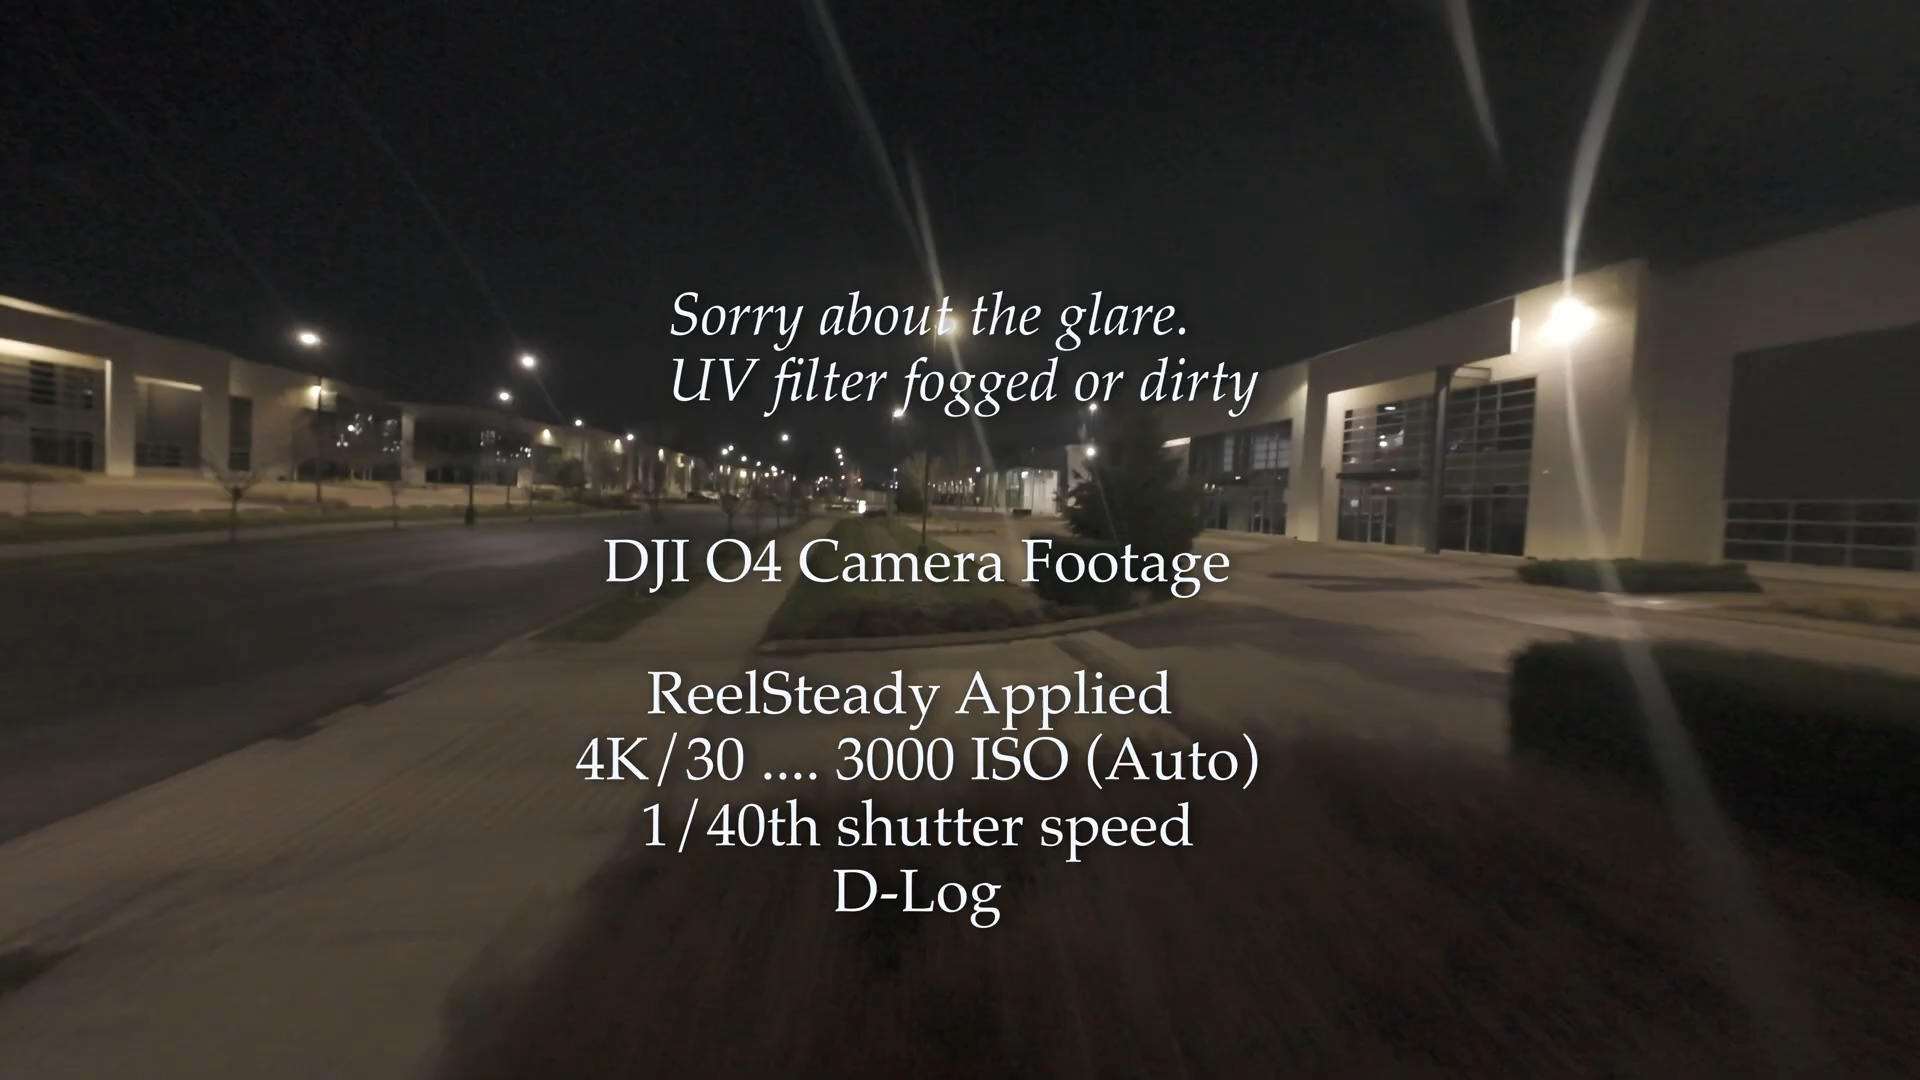 Sorry about the glare.
UV filter fogged or dirty
DJI O4 Camera Footage
ReelSteady Applied
4K/30 .... 3000 ISO (Auto)
1/40th shutter speed
D-Log